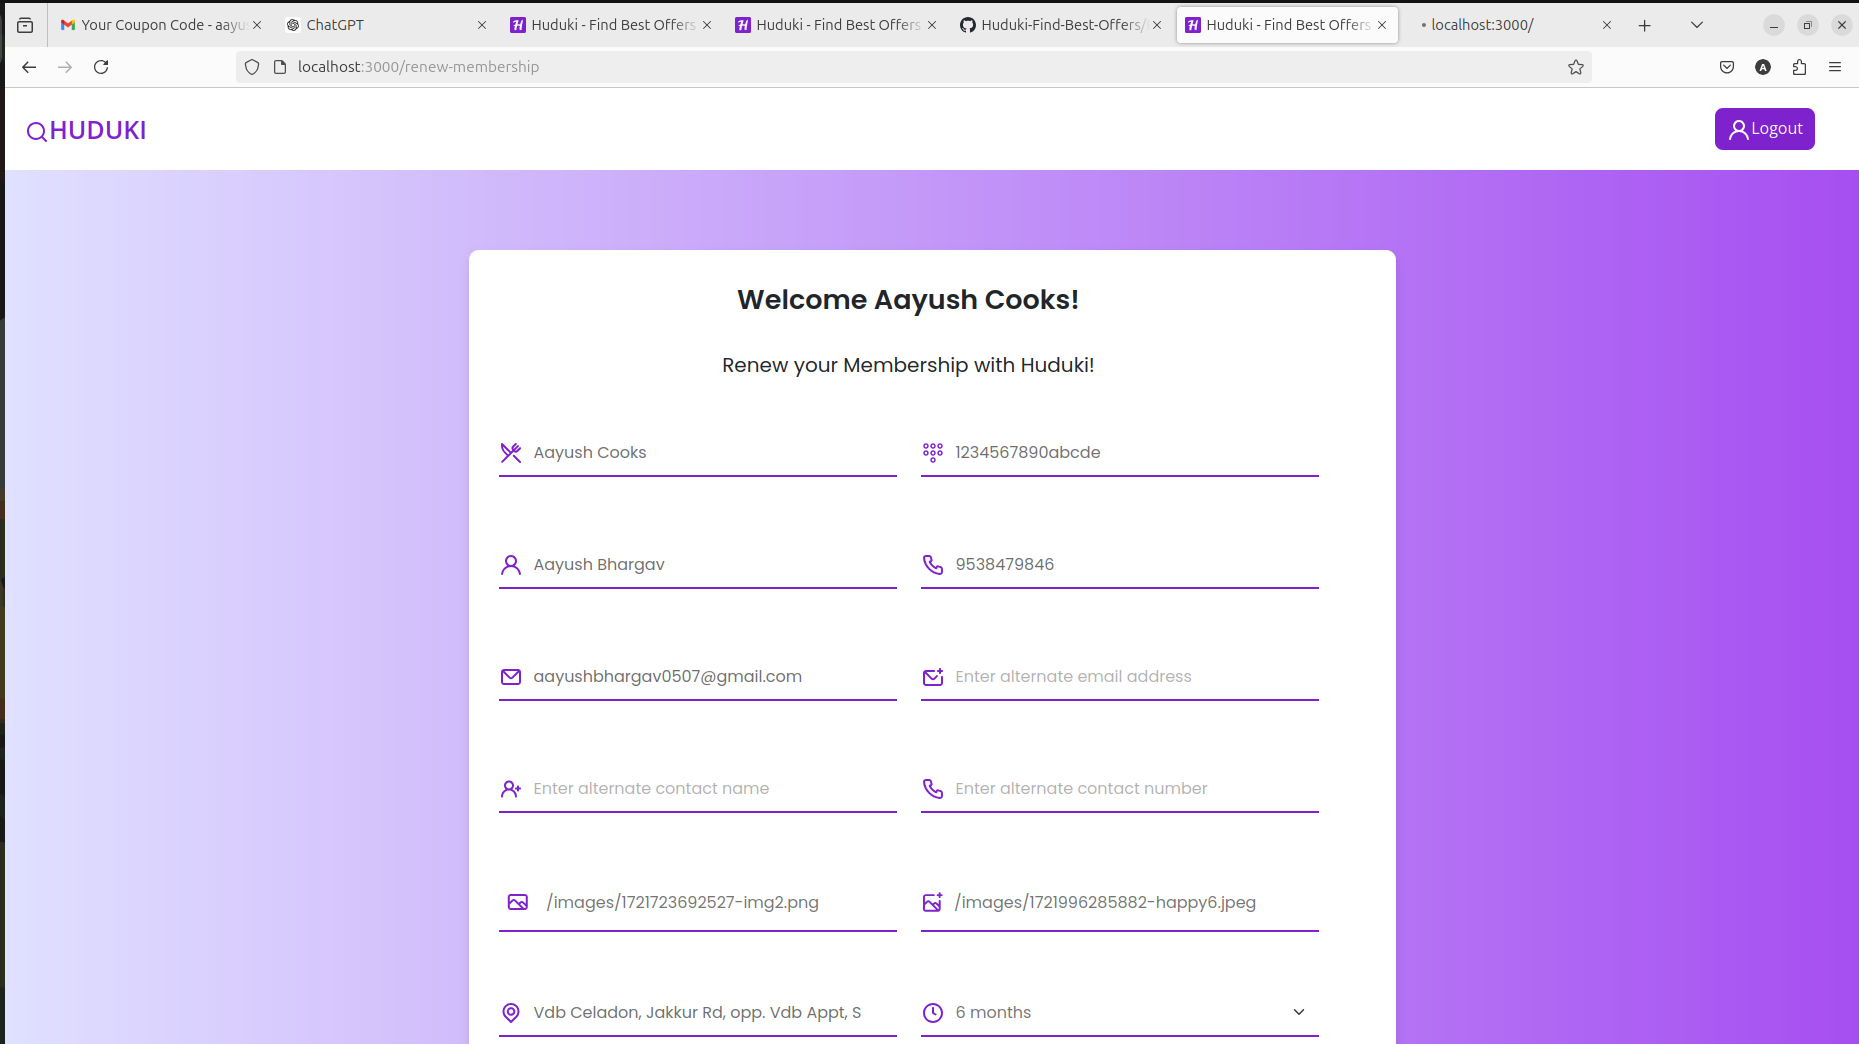 Your Coupon Code - aayu
ChatGPT
Huduki - Find Best Offers
Huduki - Find Best Offers
Huduki-Find-Best-Offers/
Huduki - Find Best Offers
localhost:3000/
localhost:3000/renew-membership
A
HUDUKI
Logout
Welcome Aayush Cooks!
Renew your Membership with Huduki!
Aayush Cooks
1234567890abcde
Aayush Bhargav
9538479846
aayushbhargav0507@gmail.com
Enter alternate email address
Enter alternate contact name
Enter alternate contact number
/images/1721723692527-img2.png
/images/1721996285882-happy6.jpeg
Vdb Celadon, Jakkur Rd, opp. Vdb Appt, S
6 months